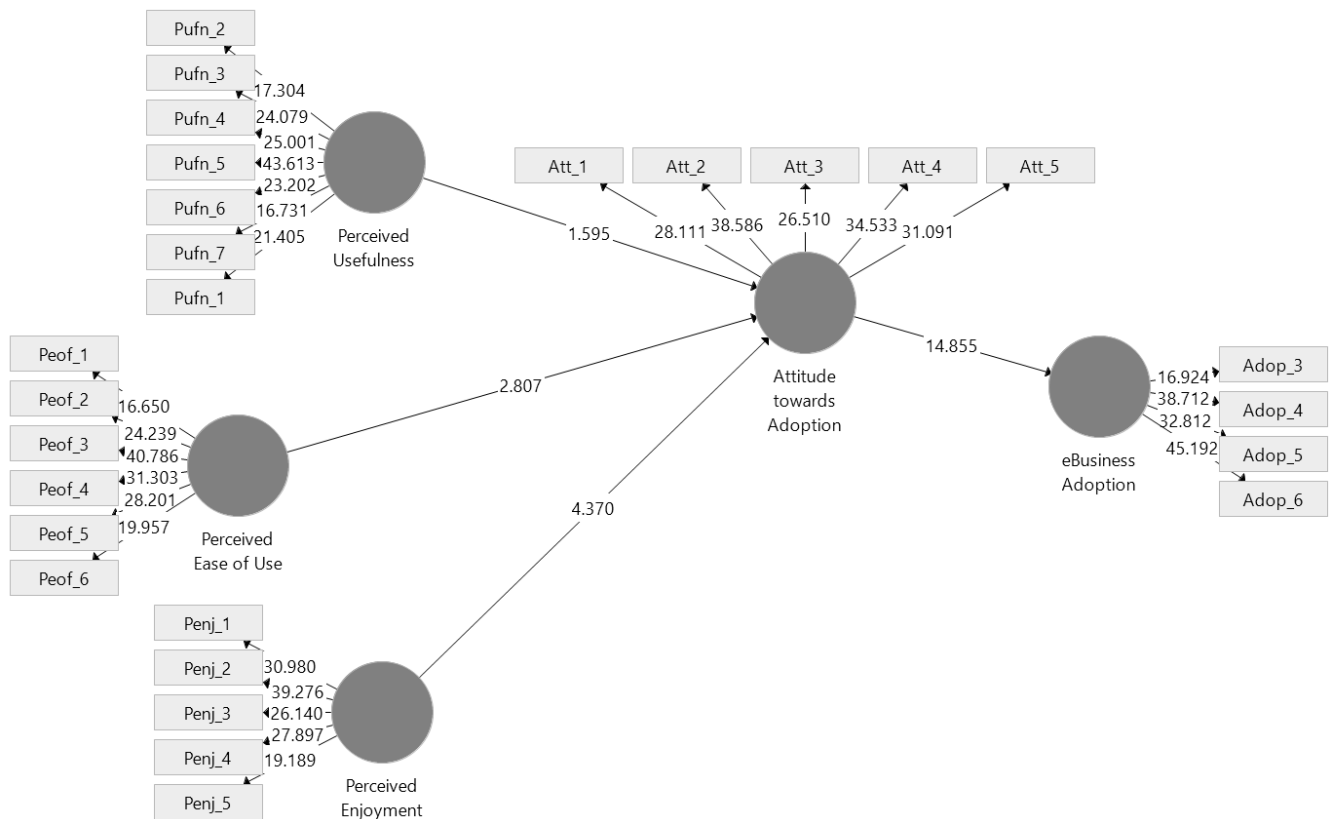 Pufn_2
Pufn_3
Pufn_4
Pufn_5
Pufn_6
Pufn_7
Pufn_1
17.304
24.079
25.001
43.613
23.202
16.731
21.405
Perceived
Usefulness
1.595
Att_1
Att_2
Att_3
Att_4
Att_5
28.111
38.586
26.510
34.533
31.091
Attitude
towards
Adoption
Peof_1
Peof_2
Peof_3
Peof_4
Peof_5
Peof_6
16.650
24.239
40.786
31.303
28.201
19.957
Perceived
Ease of Use
2.807
14.855
eBusiness
Adoption
16.924
38.712
32.812
45.192
Adop_3
Adop_4
Adop_5
Adop_6
4.370
Penj_1
Penj_2
Penj_3
Penj_4
Penj_5
30.980
39.276
26.140
27.897
19.189
Perceived
Enjoyment